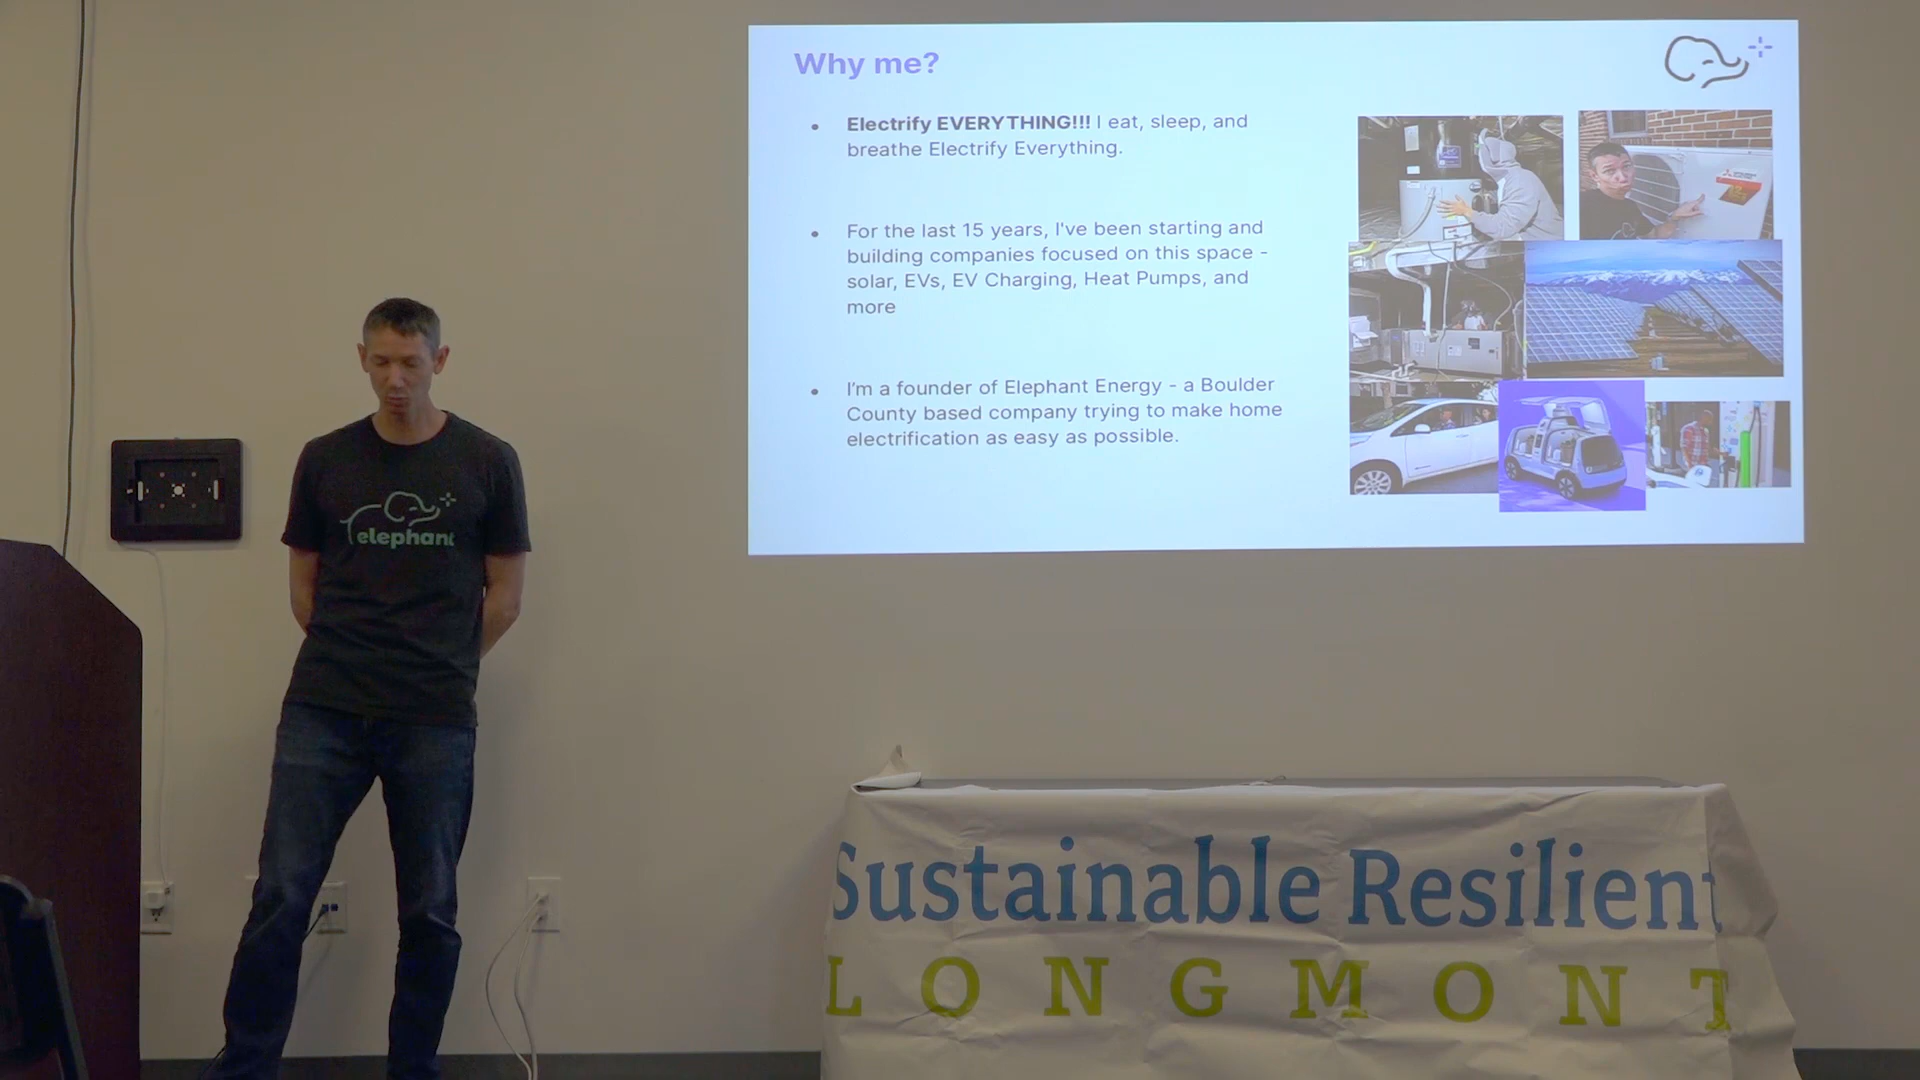 Why me?
Electrify EVERYTHING!!! I eat, sleep, and
breathe Electrify Everything.
For the last 15 years, I've been starting and
building companies focused on this space -
solar, EVs, EV Charging, Heat Pumps, and
more
I'm a founder of Elephant Energy - a Boulder
County based company trying to make home
electrification as easy as possible.
elephant
Sustainable Resilient
LONGMONT